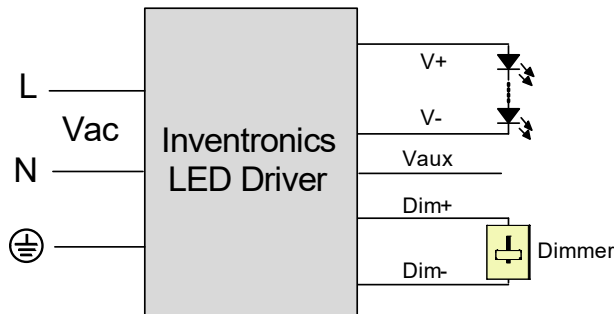 L
Vac
N
Inventronics
LED Driver
V+
V-
Vaux
Dim+
Dim-
Dimmer